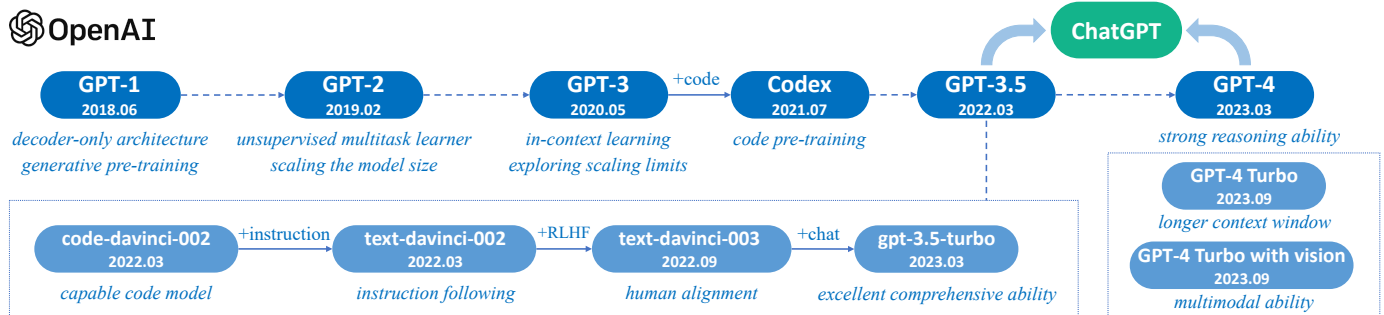 OpenAI
ChatGPT
GPT-1
2018.06
GPT-2
2019.02
GPT-3
2020.05
+code
Codex
2021.07
GPT-3.5
2022.03
GPT-4
2023.03
decoder-only architecture
generative pre-training
unsupervised multitask learner
scaling the model size
in-context learning
exploring scaling limits
code pre-training
strong reasoning ability
code-davinci-002
2022.03
+instruction
text-davinci-002
2022.03
+RLHF
text-davinci-003
2022.09
+chat
gpt-3.5-turbo
2023.03
capable code model
instruction following
human alignment
excellent comprehensive ability
GPT-4 Turbo
2023.09
longer context window
GPT-4 Turbo with vision
2023.09
multimodal ability